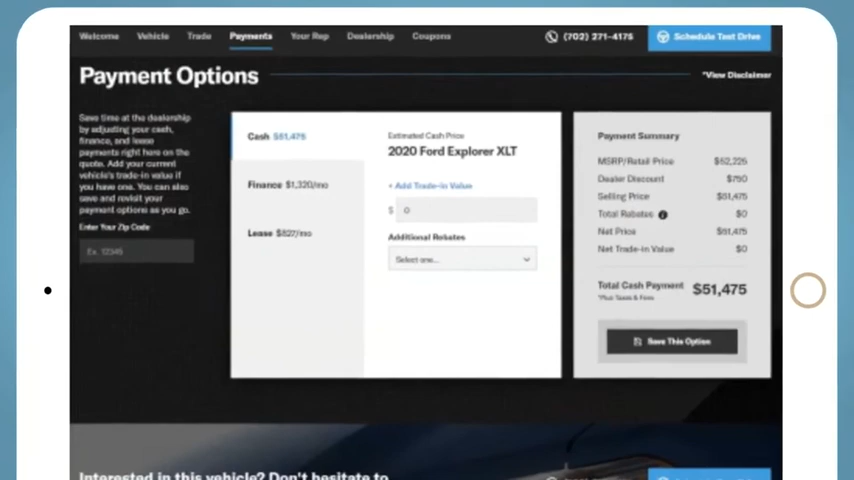 Welcome Vehicle Trade Payments Your Rep Dealership Coupons (702) 271-4175 Schedule Test Drive
Payment Options
*View Disclaimer
Save time at the dealership
by adjusting your cash,
finance, and lease
payments right here on the
quote. Add your current
vehicle's trade-in value if
you have one. You can also
save and revisit your
payment options as you go.
Enter Your Zip Code
Ex. 12345
Cash $51,475
Finance $1,320/mo
Lease $827/mo
Estimated Cash Price
2020 Ford Explorer XLT
+ Add Trade-in Value
$ 0
Additional Rebates
Select one...
Payment Summary
MSRP/Retail Price $52,225
Dealer Discount $750
Selling Price $51,475
Total Rebates $0
Net Price $51,475
Net Trade-in Value $0
Total Cash Payment $51,475
*Plus Taxes & Fees
Save This Option
Interested in this vehicle? Don't hesitate to